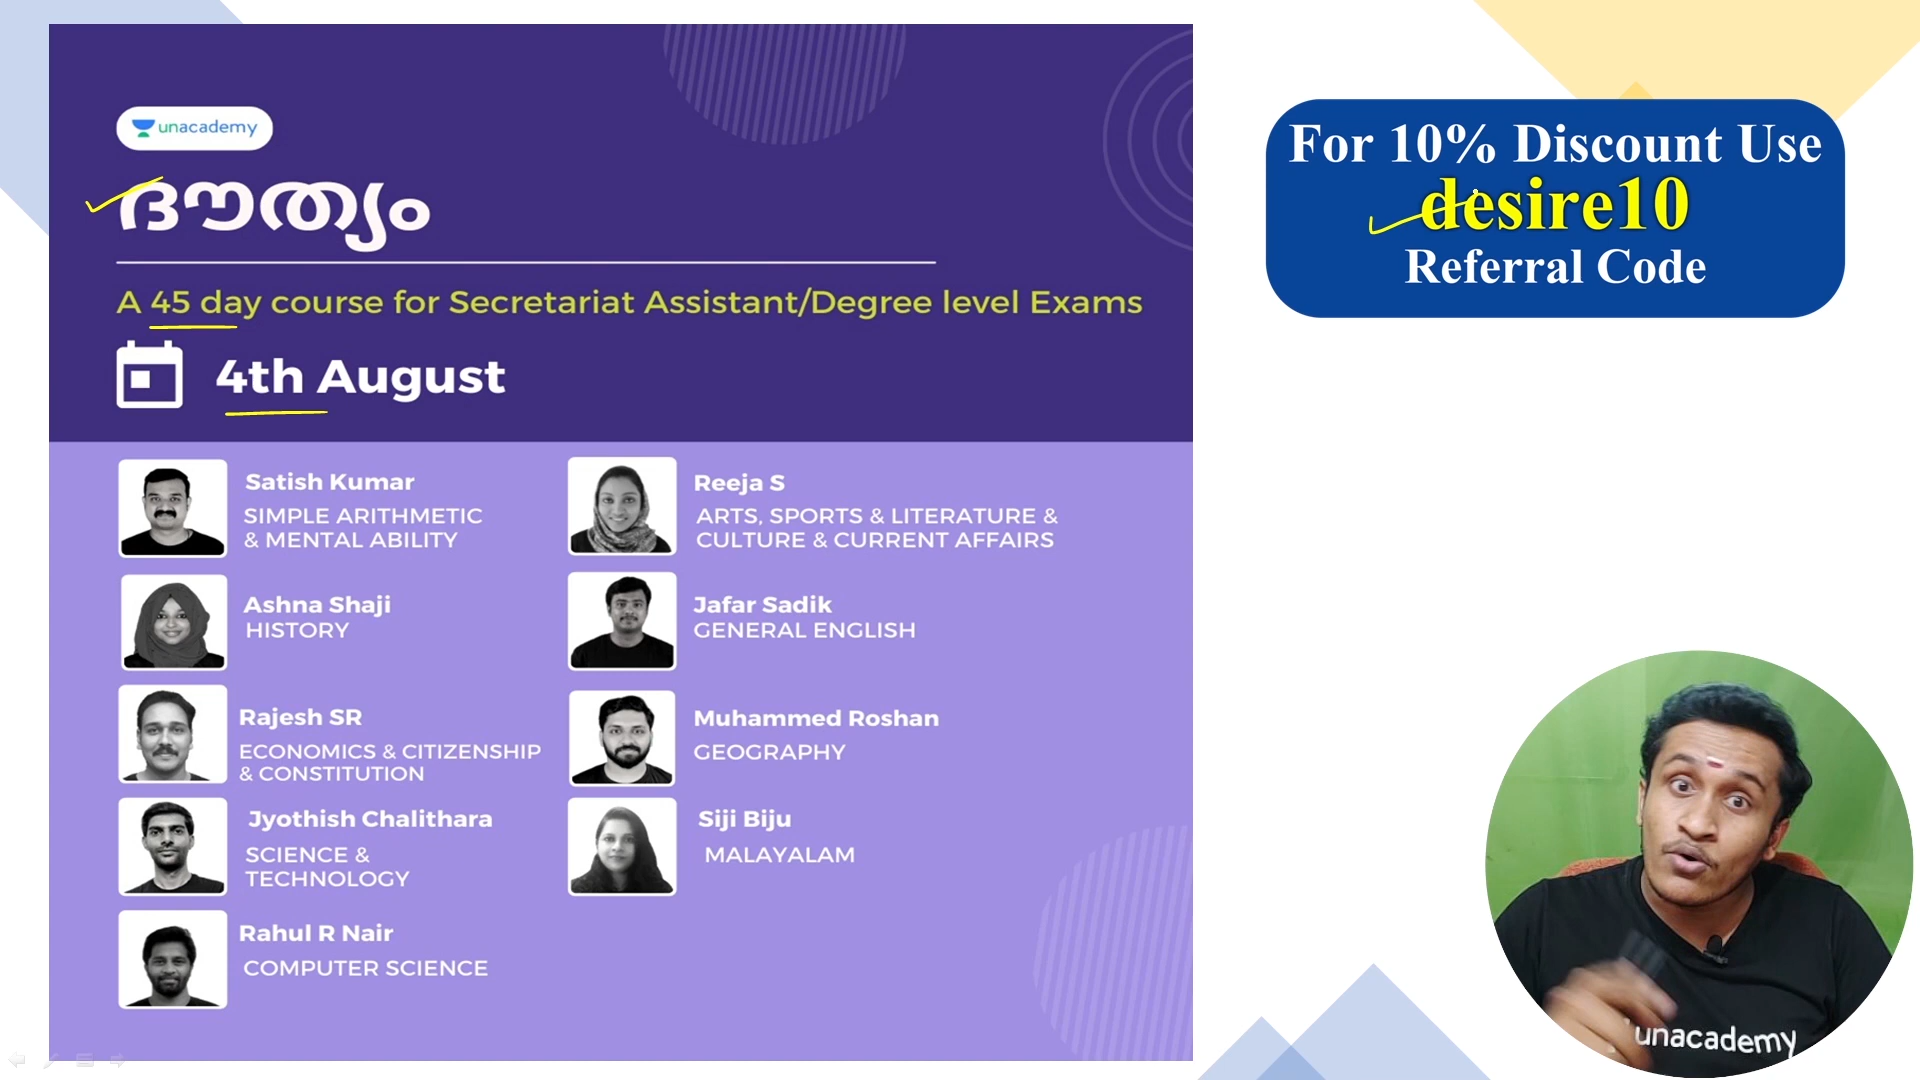 unacademy
ദൗത്യം
A 45 day course for Secretariat Assistant/Degree level Exams
4th August
Satish Kumar
SIMPLE ARITHMETIC
& MENTAL ABILITY
Reeja S
ARTS, SPORTS & LITERATURE &
CULTURE & CURRENT AFFAIRS
Ashna Shaji
HISTORY
Jafar Sadik
GENERAL ENGLISH
Rajesh SR
ECONOMICS & CITIZENSHIP
& CONSTITUTION
Muhammed Roshan
GEOGRAPHY
Jyothish Chalithara
SCIENCE &
TECHNOLOGY
Siji Biju
MALAYALAM
Rahul R Nair
COMPUTER SCIENCE
For 10% Discount Use
desire10
Referral Code
unacademy